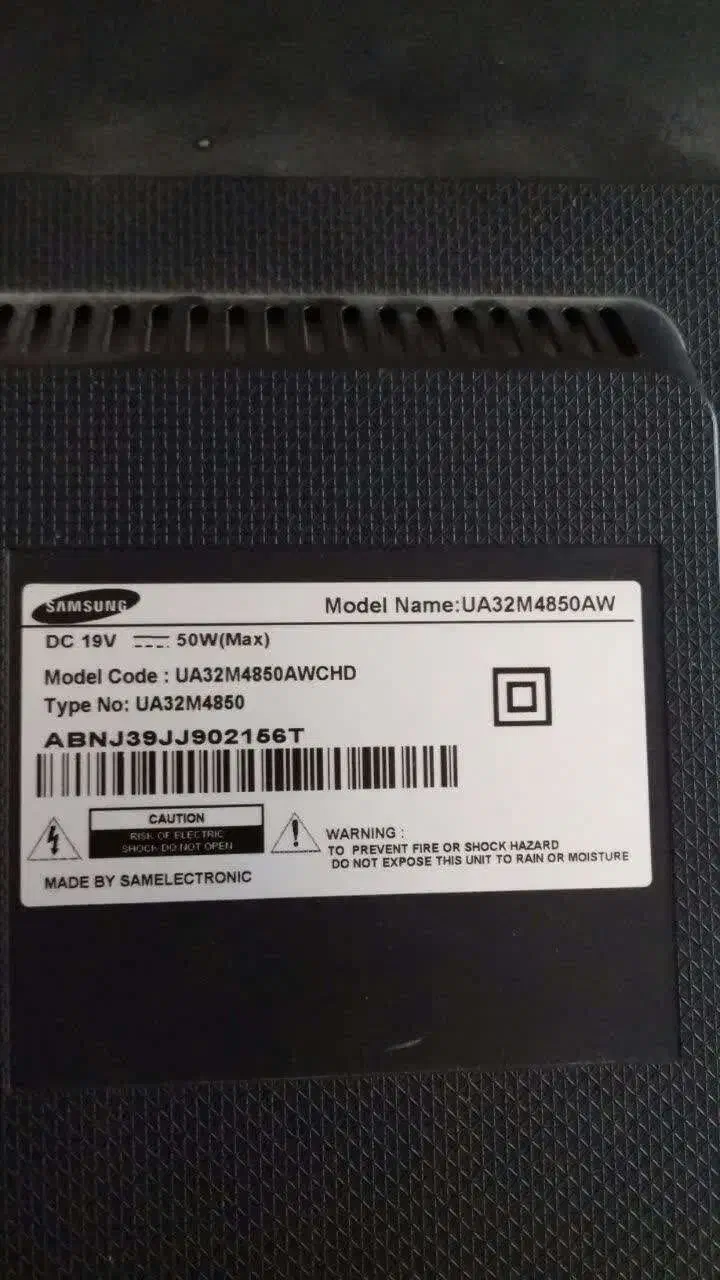 SAMSUNG
Model Name:UA32M4850AW
DC 19V 50W(Max)
Model Code : UA32M4850AWCHD
Type No: UA32M4850
ABNJ39JJ902156T
CAUTION
RISK OF ELECTRIC
SHOCK DO NOT OPEN
WARNING :
TO PREVENT FIRE OR SHOCK HAZARD
DO NOT EXPOSE THIS UNIT TO RAIN OR MOISTURE
MADE BY SAMELECTRONIC